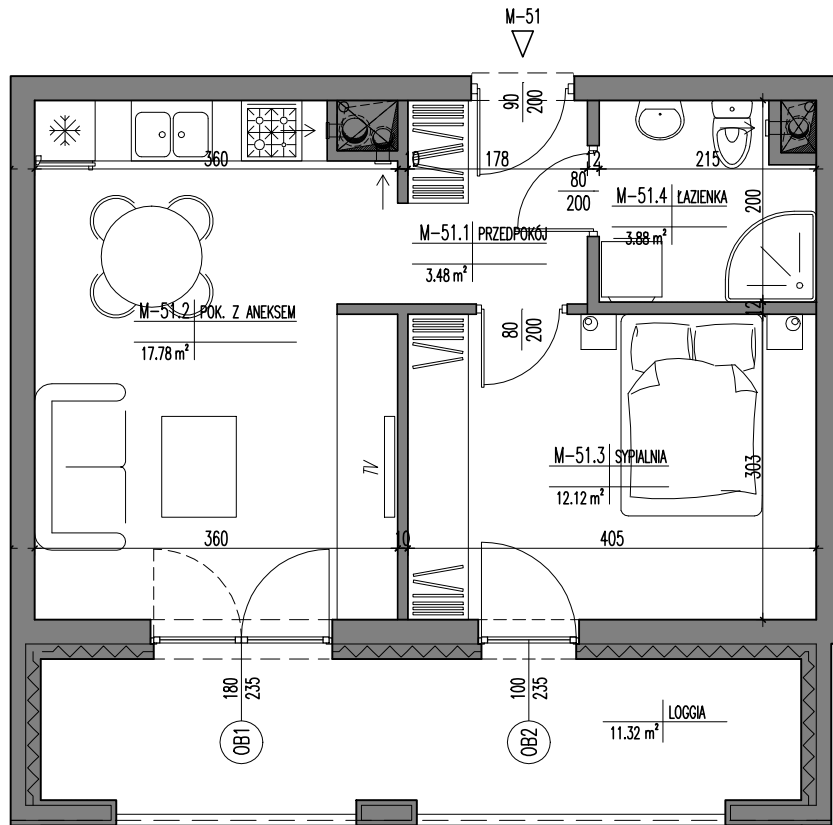 M-51
90
200
360
10
178
12
215
80
200
M-51.4 ŁAZIENKA
3.88 m²
200
M-51.1 PRZEDPOKÓJ
3.48 m²
12
M-51.2 POK. Z ANEKSEM
17.78 m²
80
200
M-51.3 SYPIALNIA
12.12 m²
303
TV
360
10
405
180
235
100
235
OB1
OB2
LOGGIA
11.32 m²